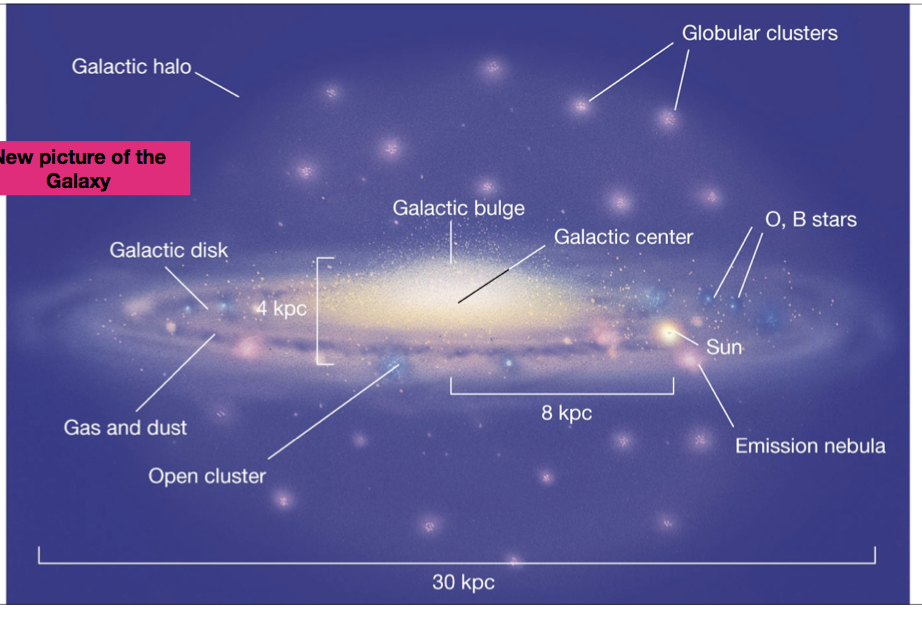 Globular clusters
Galactic halo
ew picture of the
Galaxy
Galactic bulge
O, B stars
Galactic center
Galactic disk
4 kpc
Sun
8 kpc
Gas and dust
Emission nebula
Open cluster
30 kpc